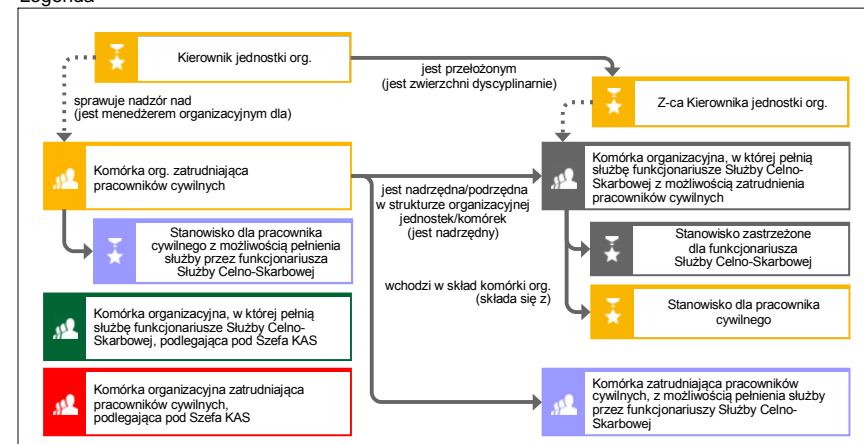 Legenda
Kierownik jednostki org.
jest przełożonym
(jest zwierzchni dyscyplinarnie)
Z-ca Kierownika jednostki org.
sprawuje nadzór nad
(jest menedżerem organizacyjnym dla)
Komórka org. zatrudniająca
pracowników cywilnych
jest nadrzędna/podrzędna
w strukturze organizacyjnej
jednostek/komórek
(jest nadrzędny)
Komórka organizacyjna, w której pełnią
służbę funkcjonariusze Służby Celno-
Skarbowej z możliwością zatrudnienia
pracowników cywilnych
Stanowisko dla pracownika
cywilnego z możliwością pełnienia
służby przez funkcjonariusza
Służby Celno-Skarbowej
Stanowisko zastrzeżone
dla funkcjonariusza
Służby Celno-Skarbowej
wchodzi w skład komórki org.
(składa się z)
Stanowisko dla pracownika
cywilnego
Komórka organizacyjna, w której pełnią
służbę funkcjonariusze Służby Celno-
Skarbowej, podlegająca pod Szefa KAS
Komórka organizacyjna zatrudniająca
pracowników cywilnych,
podlegająca pod Szefa KAS
Komórka zatrudniająca pracowników
cywilnych, z możliwością pełnienia służby
przez funkcjonariuszy Służby Celno-
Skarbowej